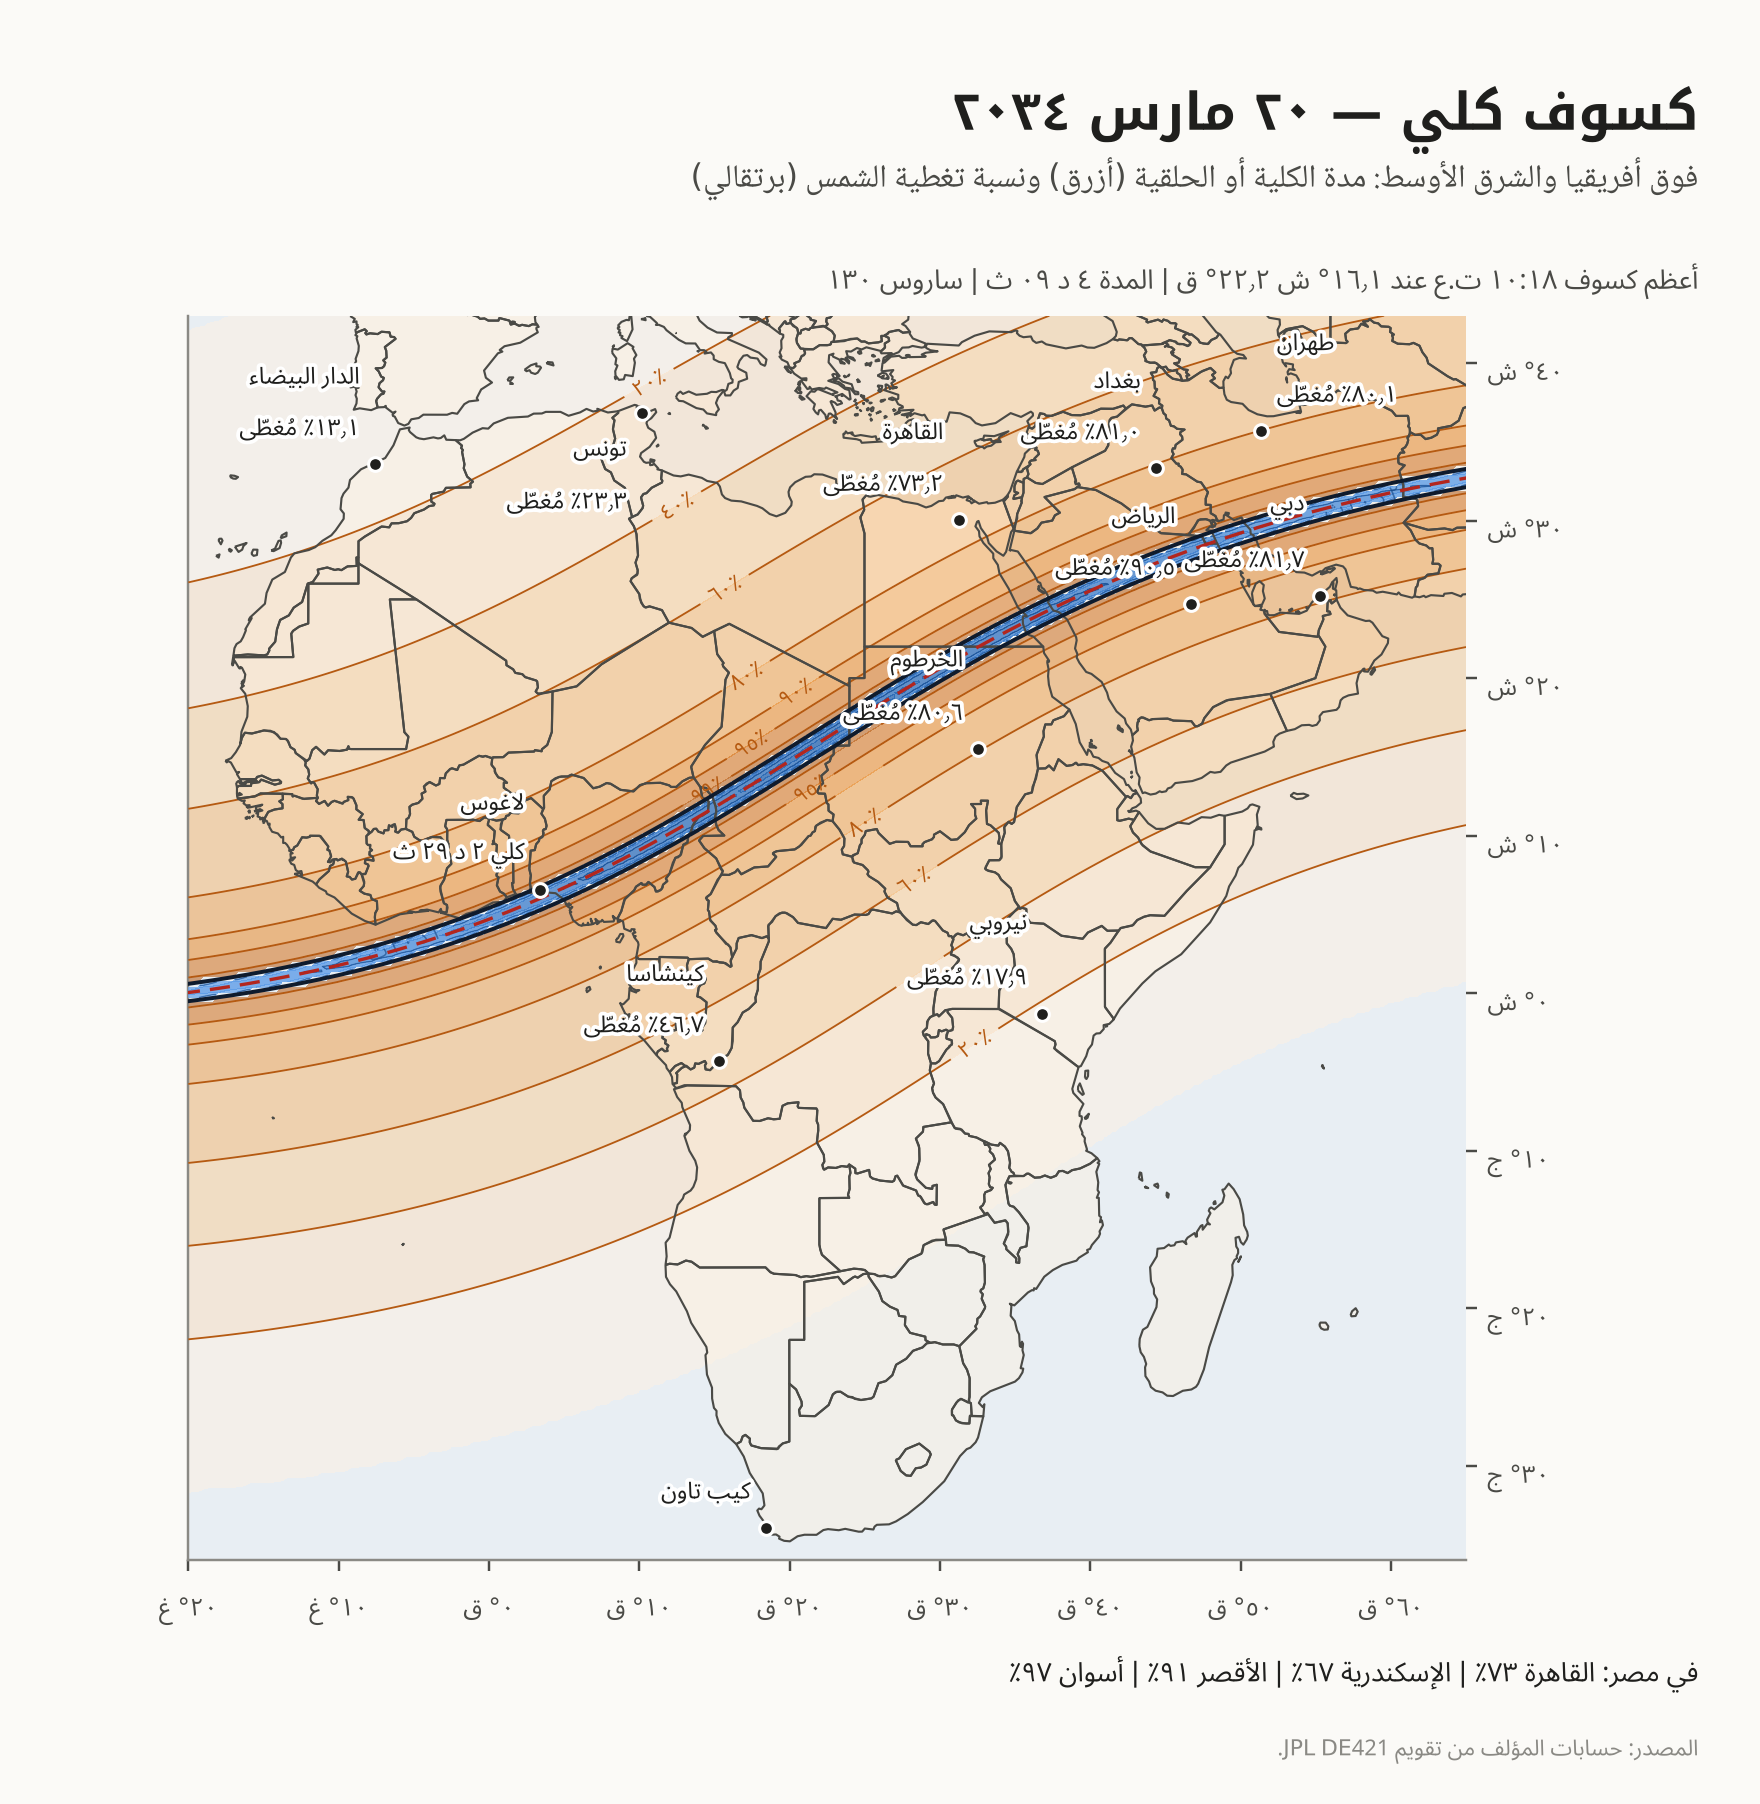 كسوف كلي — ٢٠ مارس ٢٠٣٤
فوق أفريقيا والشرق الأوسط: مدة الكلية أو الحلقية (أزرق) ونسبة تغطية الشمس (برتقالي)
أعظم كسوف ١٠:١٨ ت.ع عند ١٦٫١° ش ٢٢٫٢° ق | المدة ٤ د ٠٩ ث | ساروس ١٣٠
طهران
٨٠٫١٪ مُغطّى
بغداد
٨١٫٠٪ مُغطّى
الدار البيضاء
١٣٫١٪ مُغطّى
تونس
٢٣٫٣٪ مُغطّى
القاهرة
٧٣٫٢٪ مُغطّى
الرياض
٩٠٫٥٪ مُغطّى
دبي
٨١٫٧٪ مُغطّى
الخرطوم
٨٠٫٦٪ مُغطّى
لاغوس
كلي ٢ د ٢٩ ث
نيروبي
١٧٫٩٪ مُغطّى
كينشاسا
٤٦٫٧٪ مُغطّى
كيب تاون
٢٠٪
٤٠٪
٦٠٪
٨٠٪
٩٠٪
٩٥٪
٩٩٪
٩٥٪
٨٠٪
٦٠٪
٢٠٪
٤٠° ش
٣٠° ش
٢٠° ش
١٠° ش
٠° ش
١٠° ج
٢٠° ج
٣٠° ج
٢٠° غ
١٠° غ
٠° ق
١٠° ق
٢٠° ق
٣٠° ق
٤٠° ق
٥٠° ق
٦٠° ق
في مصر: القاهرة ٧٣٪ | الإسكندرية ٦٧٪ | الأقصر ٩١٪ | أسوان ٩٧٪
المصدر: حسابات المؤلف من تقويم JPL DE421.